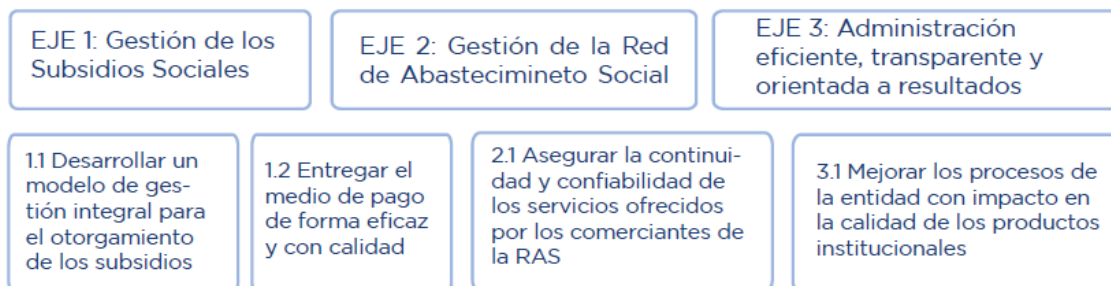 EJE 1: Gestión de los
Subsidios Sociales
EJE 2: Gestión de la Red
de Abastecimineto Social
EJE 3: Administración
eficiente, transparente y
orientada a resultados
1.1 Desarrollar un
modelo de ges-
tión integral para
el otorgamiento
de los subsidios
1.2 Entregar el
medio de pago
de forma eficaz
y con calidad
2.1 Asegurar la continui-
dad y confiabilidad de
los servicios ofrecidos
por los comerciantes de
la RAS
3.1 Mejorar los procesos de
la entidad con impacto en
la calidad de los productos
institucionales